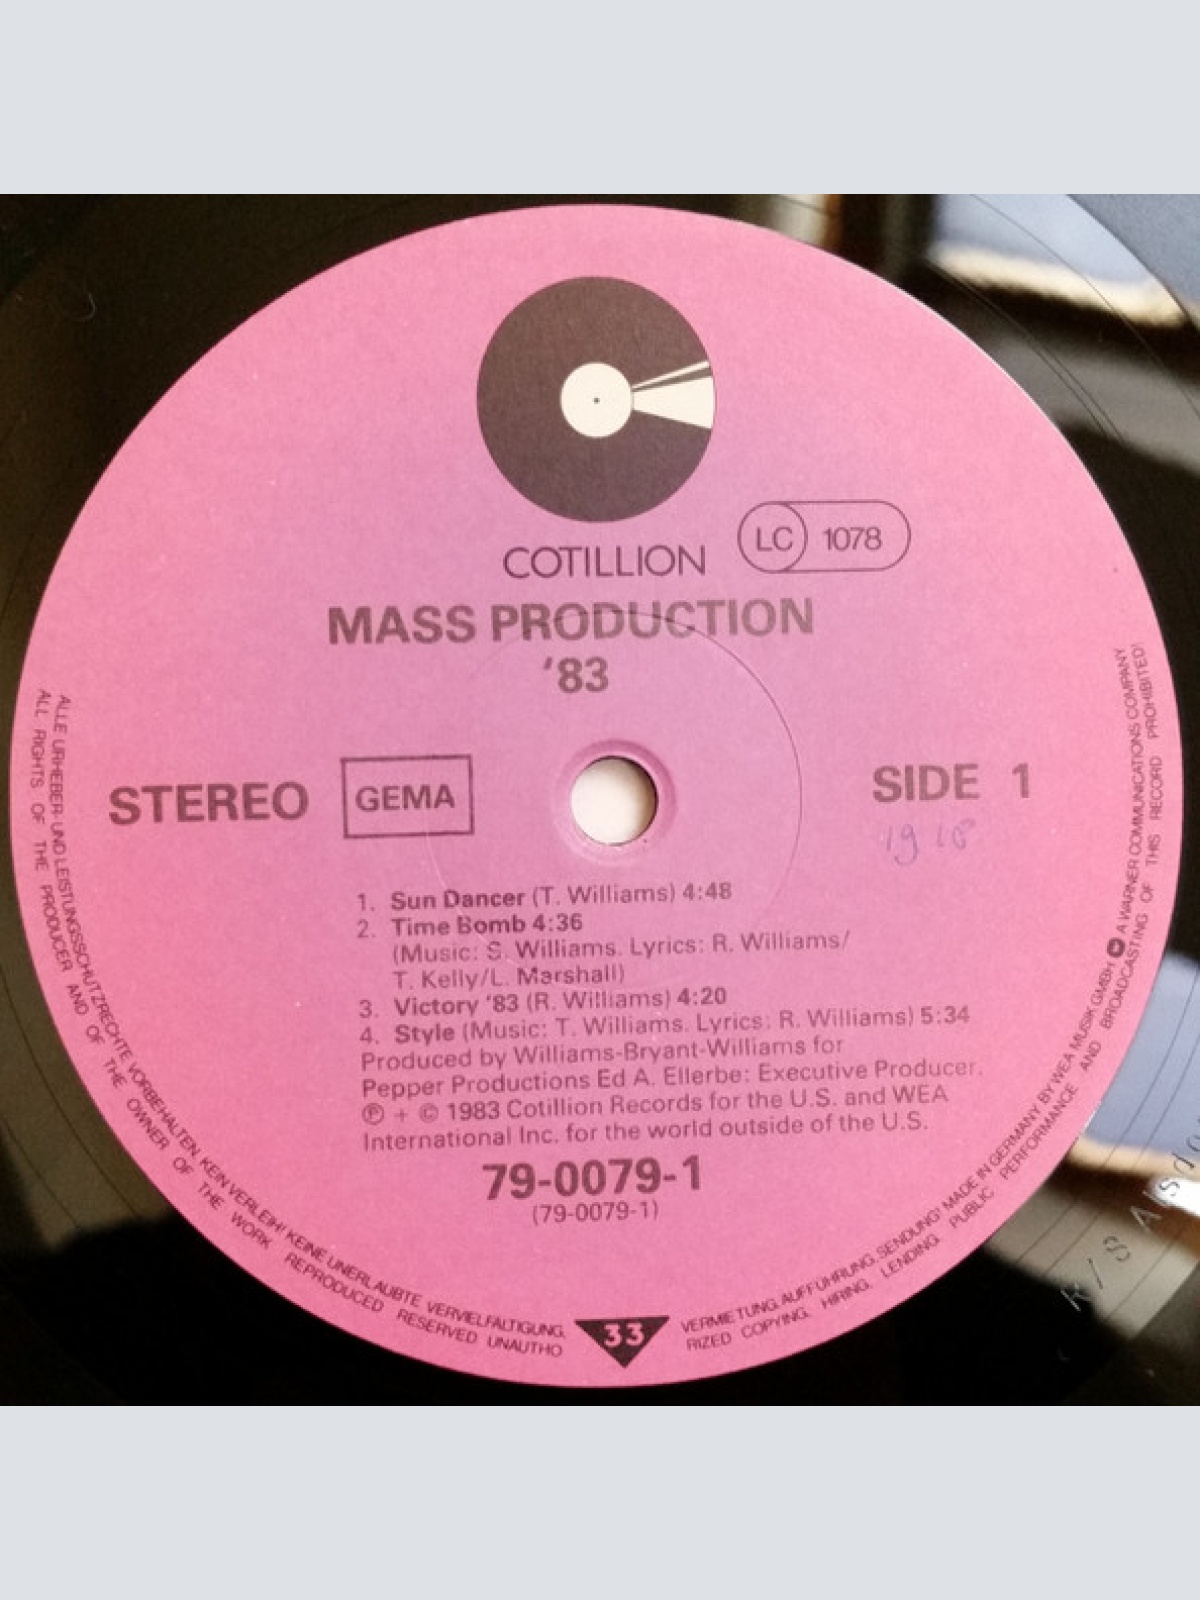 COTILLION
LC 1078
MASS PRODUCTION
'83
STEREO
GEMA
SIDE 1
1. Sun Dancer (T. Williams) 4:48
2. Time Bomb 4:36
(Music: S. Williams. Lyrics: R. Williams/
T. Kelly/L. Marshall)
3. Victory '83 (R. Williams) 4:20
4. Style (Music: T. Williams. Lyrics: R. Williams) 5:34
Produced by Williams-Bryant-Williams for
Pepper Productions Ed A. Ellerbe: Executive Producer.
℗ + © 1983 Cotillion Records for the U.S. and WEA
International Inc. for the world outside of the U.S.
79-0079-1
(79-0079-1)
33
ALLE URHEBER- UND LEISTUNGSSCHUTZRECHTE VORBEHALTEN. KEIN VERLEIH! KEINE UNERLAUBTE VERVIELFÄLTIGUNG, VERMIETUNG, AUFFÜHRUNG, SENDUNG! MADE IN GERMANY BY WEA MUSIK GMBH A WARNER COMMUNICATIONS COMPANY
ALL RIGHTS OF THE PRODUCER AND OF THE OWNER OF THE WORK REPRODUCED RESERVED UNAUTHORIZED COPYING, HIRING, LENDING, PUBLIC PERFORMANCE AND BROADCASTING OF THIS RECORD PROHIBITED!
R/S